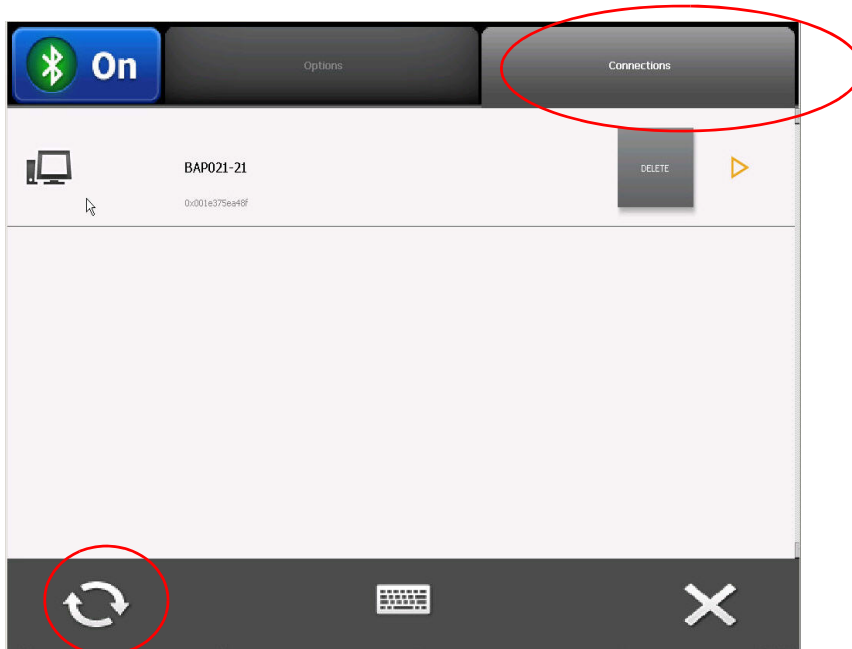 On
Options
Connections
BAP021-21
DELETE
0x001e375ea48f